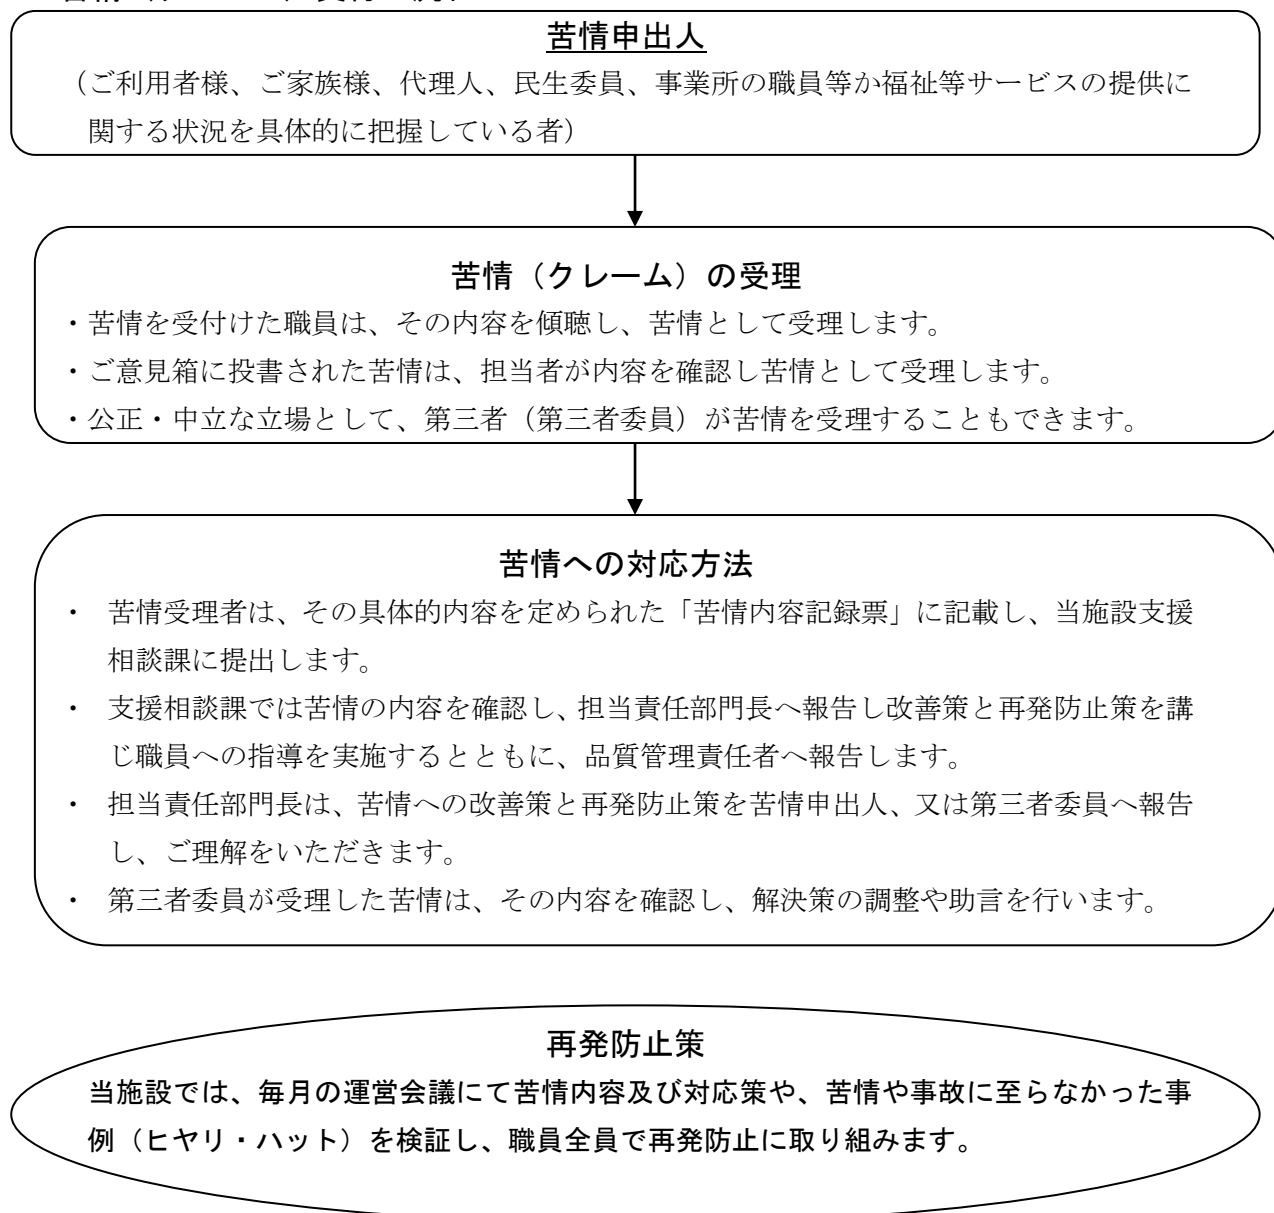 苦情申出人
（ご利用者様、ご家族様、代理人、民生委員、事業所の職員等か福祉等サービスの提供に
関する状況を具体的に把握している者）
苦情（クレーム）の受理
・苦情を受付けた職員は、その内容を傾聴し、苦情として受理します。
・ご意見箱に投書された苦情は、担当者が内容を確認し苦情として受理します。
・公正・中立な立場として、第三者（第三者委員）が苦情を受理することもできます。
苦情への対応方法
・ 苦情受理者は、その具体的内容を定められた「苦情内容記録票」に記載し、当施設支援
相談課に提出します。
・ 支援相談課では苦情の内容を確認し、担当責任部門長へ報告し改善策と再発防止策を講
じ職員への指導を実施するとともに、品質管理責任者へ報告します。
・ 担当責任部門長は、苦情への改善策と再発防止策を苦情申出人、又は第三者委員へ報告
し、ご理解をいただきます。
・ 第三者委員が受理した苦情は、その内容を確認し、解決策の調整や助言を行います。
再発防止策
当施設では、毎月の運営会議にて苦情内容及び対応策や、苦情や事故に至らなかった事
例（ヒヤリ・ハット）を検証し、職員全員で再発防止に取り組みます。